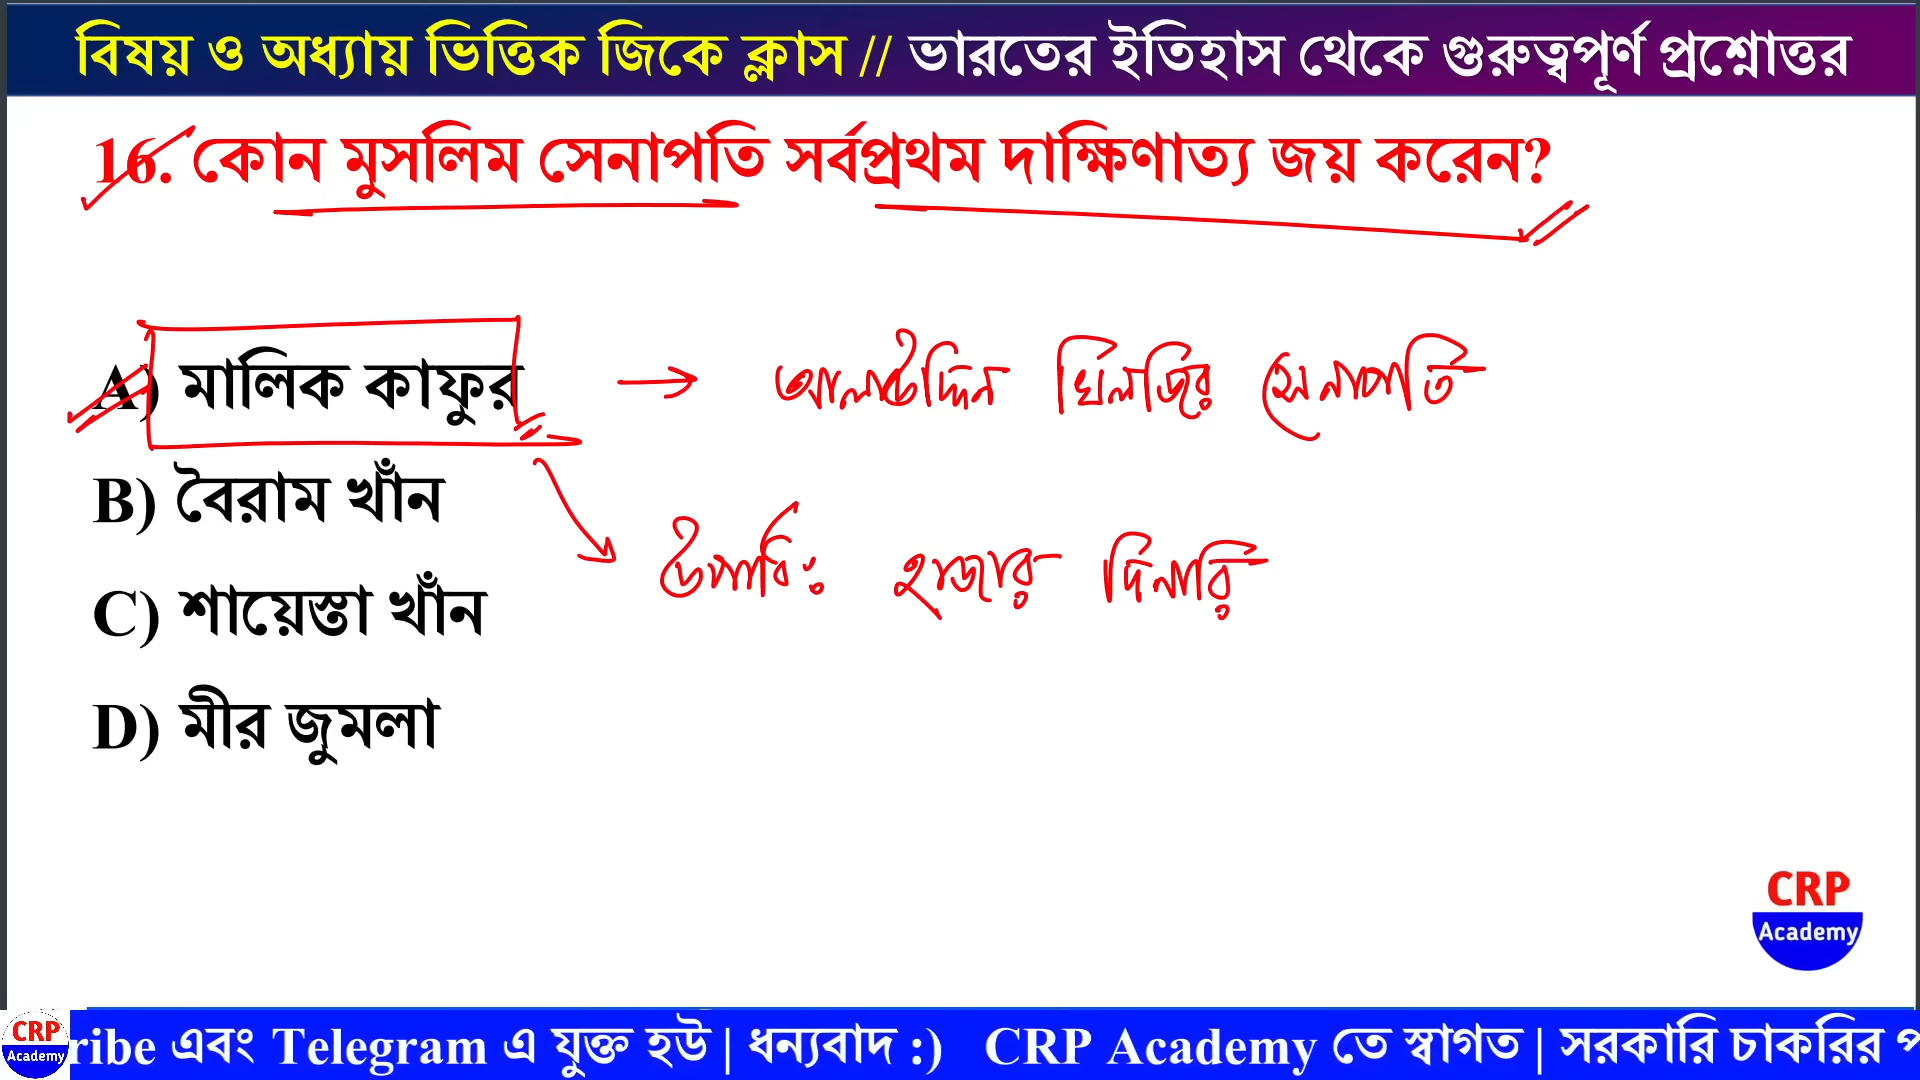 বিষয় ও অধ্যায় ভিত্তিক জিকে ক্লাস // ভারতের ইতিহাস থেকে গুরুত্বপূর্ণ প্রশ্নোত্তর
16. কোন মুসলিম সেনাপতি সর্বপ্রথম দাক্ষিণাত্য জয় করেন?
A) মালিক কাফুর → আলাউদ্দিন খিলজির সেনাপতি
B) বৈরাম খাঁন
উপাধি: হাজার দিনারি
C) শায়েস্তা খাঁন
D) মীর জুমলা
CRP
Academy
CRP
Academy
ribe এবং Telegram এ যুক্ত হউ | ধন্যবাদ :) CRP Academy তে স্বাগত | সরকারি চাকরির প